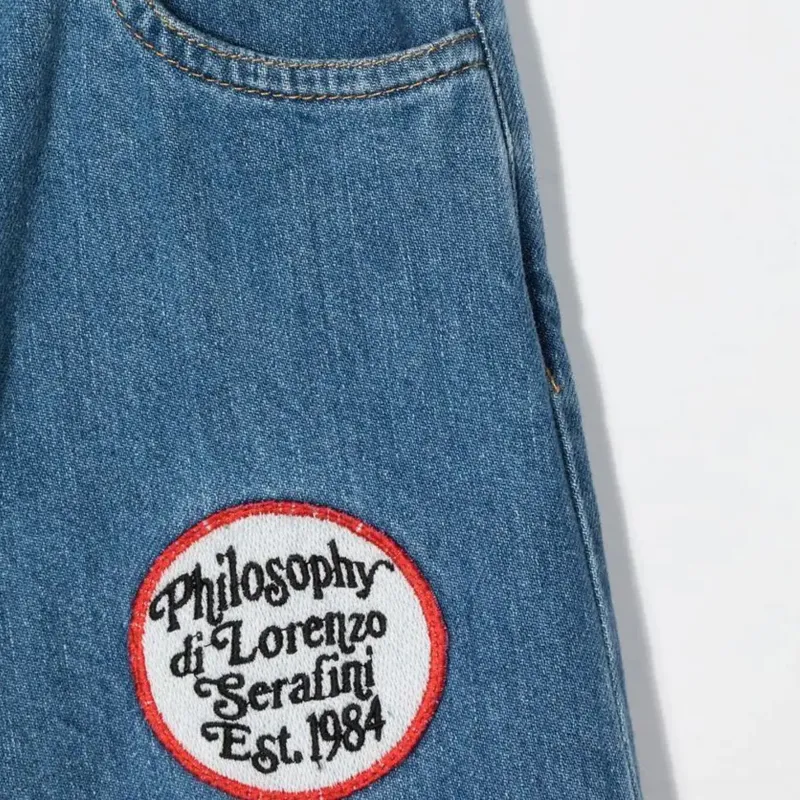 Philosophy
di Lorenzo
Serafini
Est. 1984